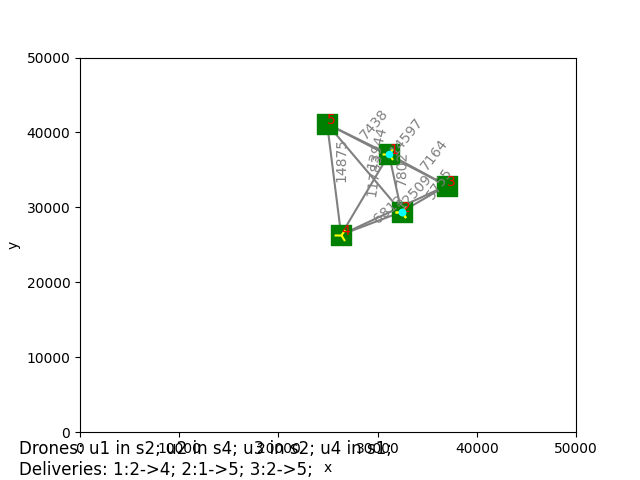 50000
40000
30000
20000
10000
0
y
0 10000 20000 30000 40000 50000
x
7438
14597
7164
14875
7802
Drones: u1 in s2; u2 in s4; u3 in s2; u4 in s1;
Deliveries: 1:2->4; 2:1->5; 3:2->5;